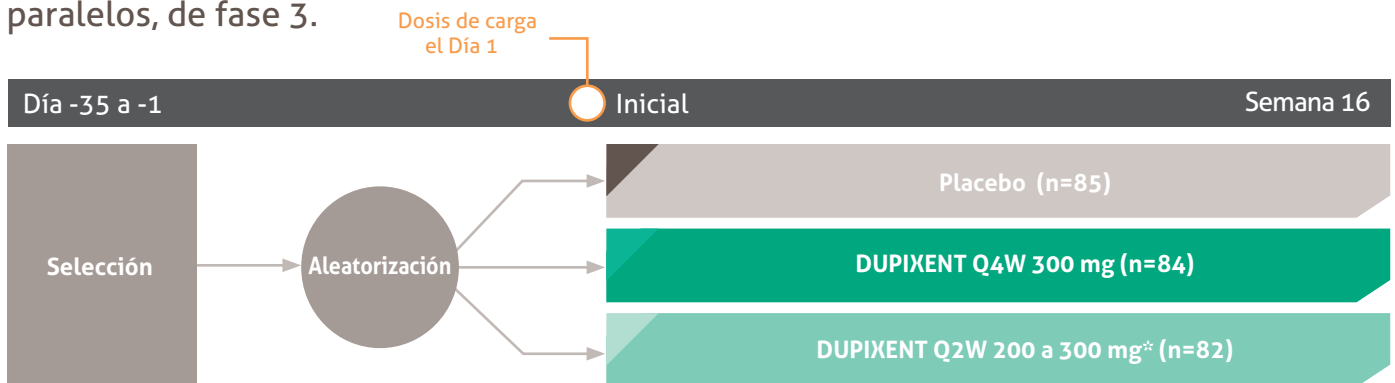 paralelos, de fase 3.
Dosis de carga
el Día 1
Día -35 a -1
Inicial
Semana 16
Selección
Aleatorización
Placebo (n=85)
DUPIXENT Q4W 300 mg (n=84)
DUPIXENT Q2W 200 a 300 mg* (n=82)